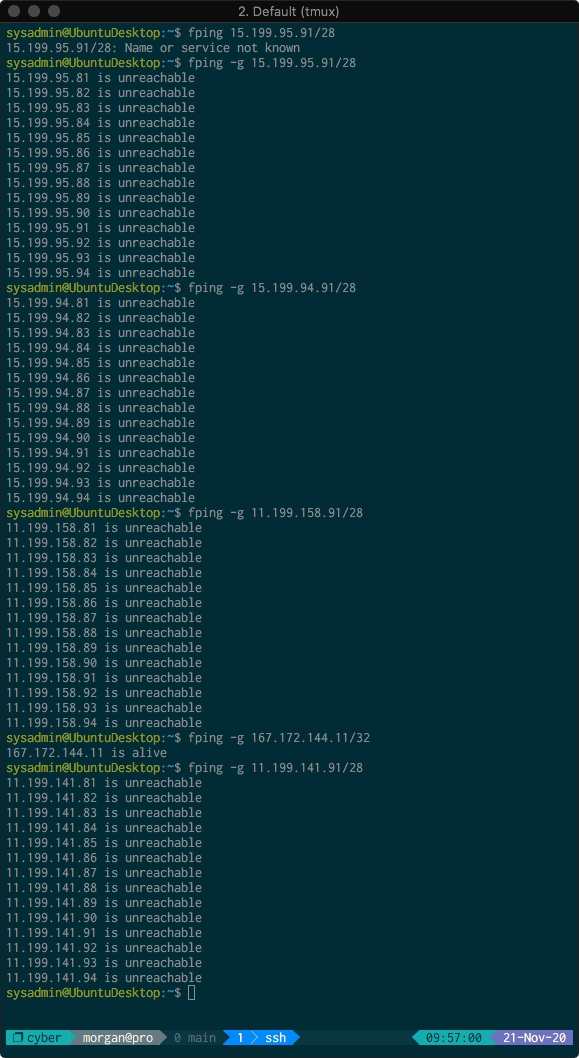 2. Default (tmux)
sysadmin@UbuntuDesktop:~$ fping 15.199.95.91/28
15.199.95.91/28: Name or service not known
sysadmin@UbuntuDesktop:~$ fping -g 15.199.95.91/28
15.199.95.81 is unreachable
15.199.95.82 is unreachable
15.199.95.83 is unreachable
15.199.95.84 is unreachable
15.199.95.85 is unreachable
15.199.95.86 is unreachable
15.199.95.87 is unreachable
15.199.95.88 is unreachable
15.199.95.89 is unreachable
15.199.95.90 is unreachable
15.199.95.91 is unreachable
15.199.95.92 is unreachable
15.199.95.93 is unreachable
15.199.95.94 is unreachable
sysadmin@UbuntuDesktop:~$ fping -g 15.199.94.91/28
15.199.94.81 is unreachable
15.199.94.82 is unreachable
15.199.94.83 is unreachable
15.199.94.84 is unreachable
15.199.94.85 is unreachable
15.199.94.86 is unreachable
15.199.94.87 is unreachable
15.199.94.88 is unreachable
15.199.94.89 is unreachable
15.199.94.90 is unreachable
15.199.94.91 is unreachable
15.199.94.92 is unreachable
15.199.94.93 is unreachable
15.199.94.94 is unreachable
sysadmin@UbuntuDesktop:~$ fping -g 11.199.158.91/28
11.199.158.81 is unreachable
11.199.158.82 is unreachable
11.199.158.83 is unreachable
11.199.158.84 is unreachable
11.199.158.85 is unreachable
11.199.158.86 is unreachable
11.199.158.87 is unreachable
11.199.158.88 is unreachable
11.199.158.89 is unreachable
11.199.158.90 is unreachable
11.199.158.91 is unreachable
11.199.158.92 is unreachable
11.199.158.93 is unreachable
11.199.158.94 is unreachable
sysadmin@UbuntuDesktop:~$ fping -g 167.172.144.11/32
167.172.144.11 is alive
sysadmin@UbuntuDesktop:~$ fping -g 11.199.141.91/28
11.199.141.81 is unreachable
11.199.141.82 is unreachable
11.199.141.83 is unreachable
11.199.141.84 is unreachable
11.199.141.85 is unreachable
11.199.141.86 is unreachable
11.199.141.87 is unreachable
11.199.141.88 is unreachable
11.199.141.89 is unreachable
11.199.141.90 is unreachable
11.199.141.91 is unreachable
11.199.141.92 is unreachable
11.199.141.93 is unreachable
11.199.141.94 is unreachable
sysadmin@UbuntuDesktop:~$
cyber morgan@pro 0 main 1 ssh 09:57:00 21-Nov-20